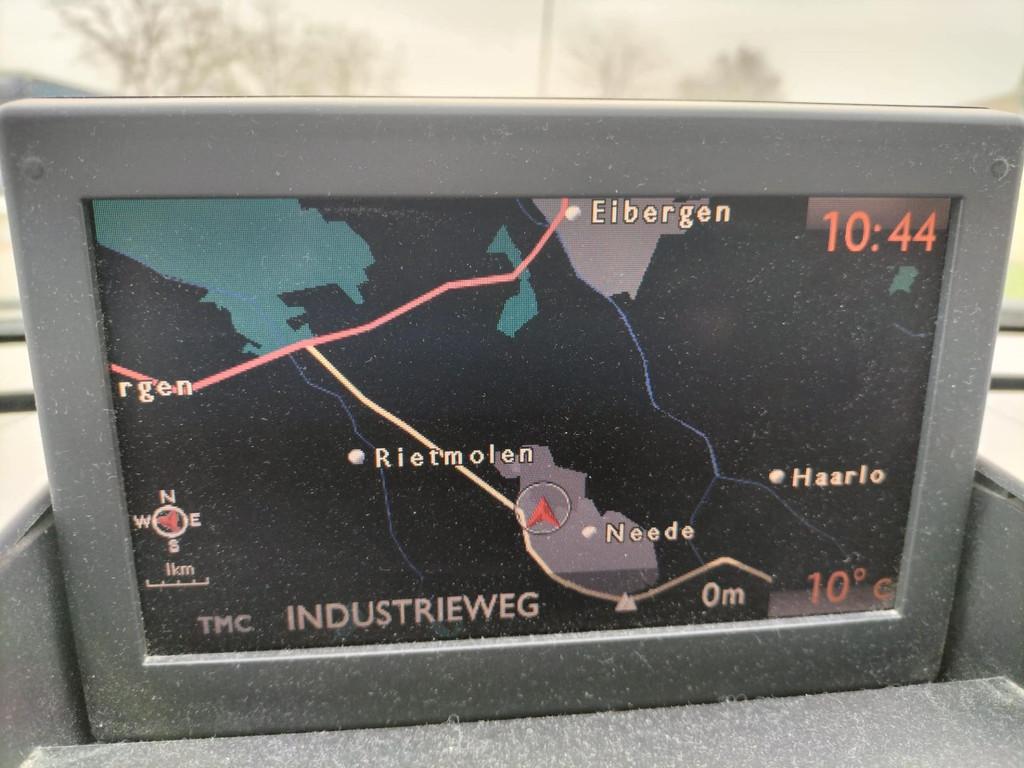 Eibergen
10:44
rgen
Rietmolen
Haarlo
N
W E
S
Neede
1km
0m
10° c
TMC INDUSTRIEWEG